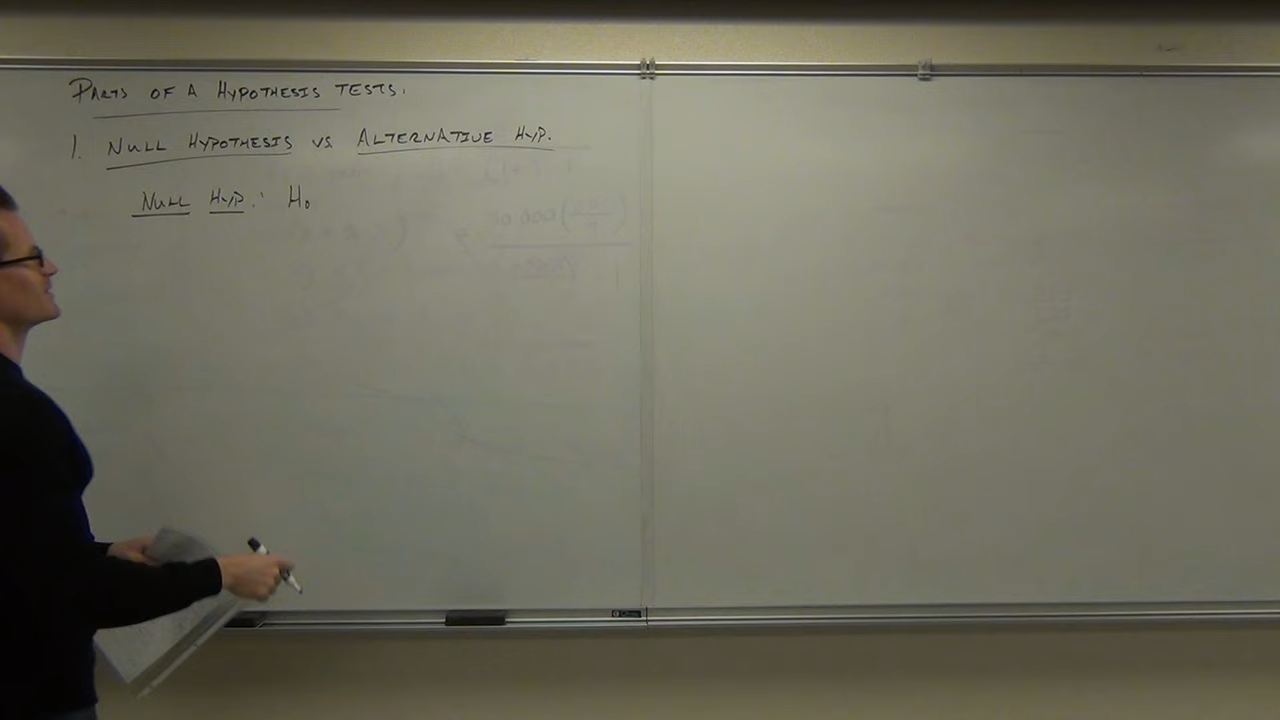 PARTS OF A HYPOTHESIS TESTS.
1. NULL HYPOTHESIS VS ALTERNATIVE HYP.
NULL HYP: H₀